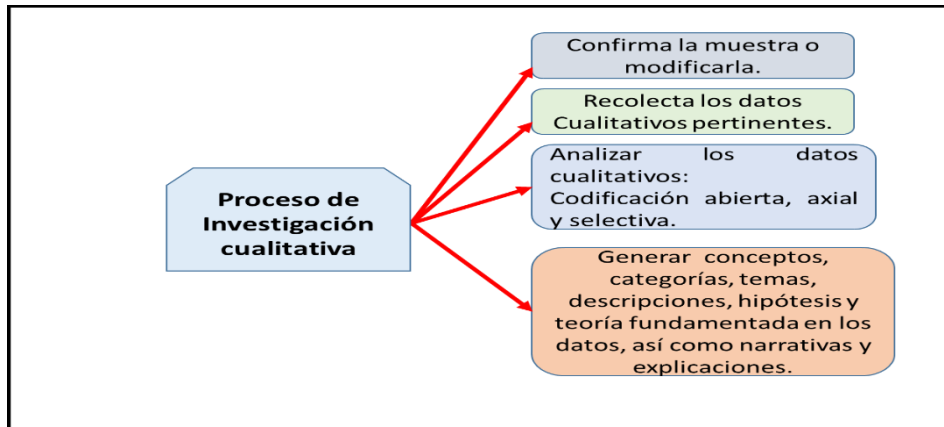 Confirma la muestra o
modificarla.
Recolecta los datos
Cualitativos pertinentes.
Analizar los datos
cualitativos:
Codificación abierta, axial
y selectiva.
Proceso de
Investigación
cualitativa
Generar conceptos,
categorías, temas,
descripciones, hipótesis y
teoría fundamentada en los
datos, así como narrativas y
explicaciones.